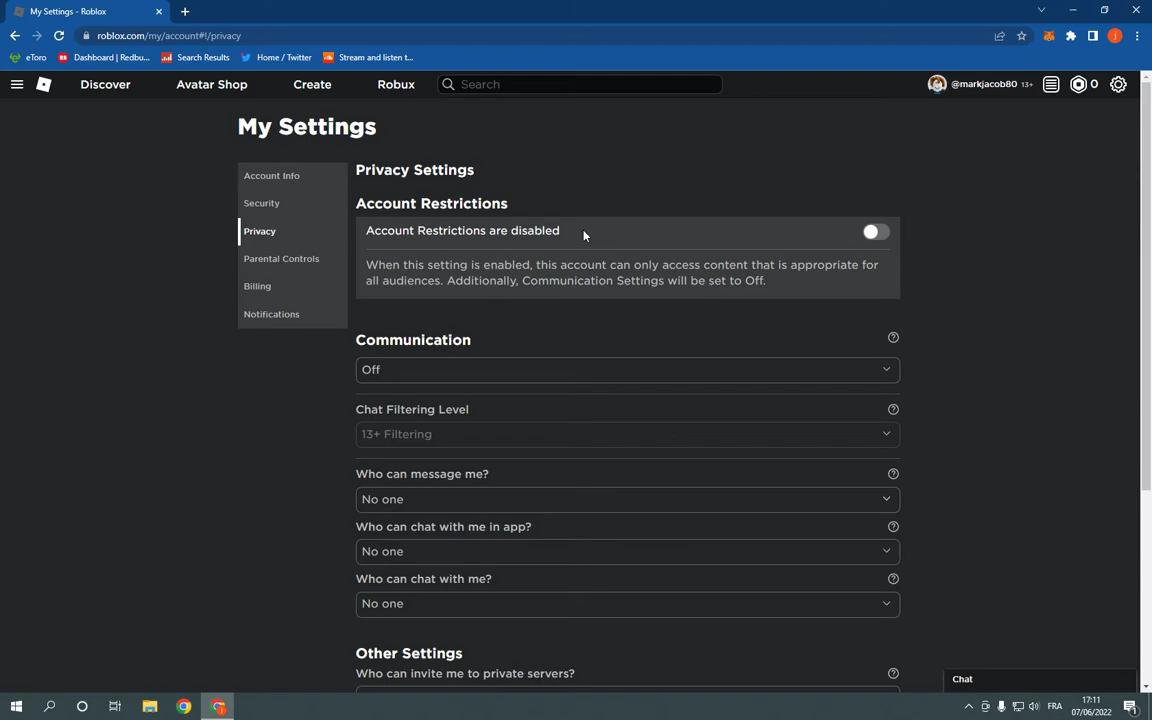 My Settings - Roblox
roblox.com/my/account#!/privacy
eToro
Dashboard | Redbu...
Search Results
Home / Twitter
Stream and listen t...
Discover
Avatar Shop
Create
Robux
Search
@markjacob80 13+
0
My Settings
Account Info
Security
Privacy
Parental Controls
Billing
Notifications
Privacy Settings
Account Restrictions
Account Restrictions are disabled
When this setting is enabled, this account can only access content that is appropriate for
all audiences. Additionally, Communication Settings will be set to Off.
Communication
Off
Chat Filtering Level
13+ Filtering
Who can message me?
No one
Who can chat with me in app?
No one
Who can chat with me?
No one
Other Settings
Who can invite me to private servers?
Chat
FRA
17:11
07/06/2022